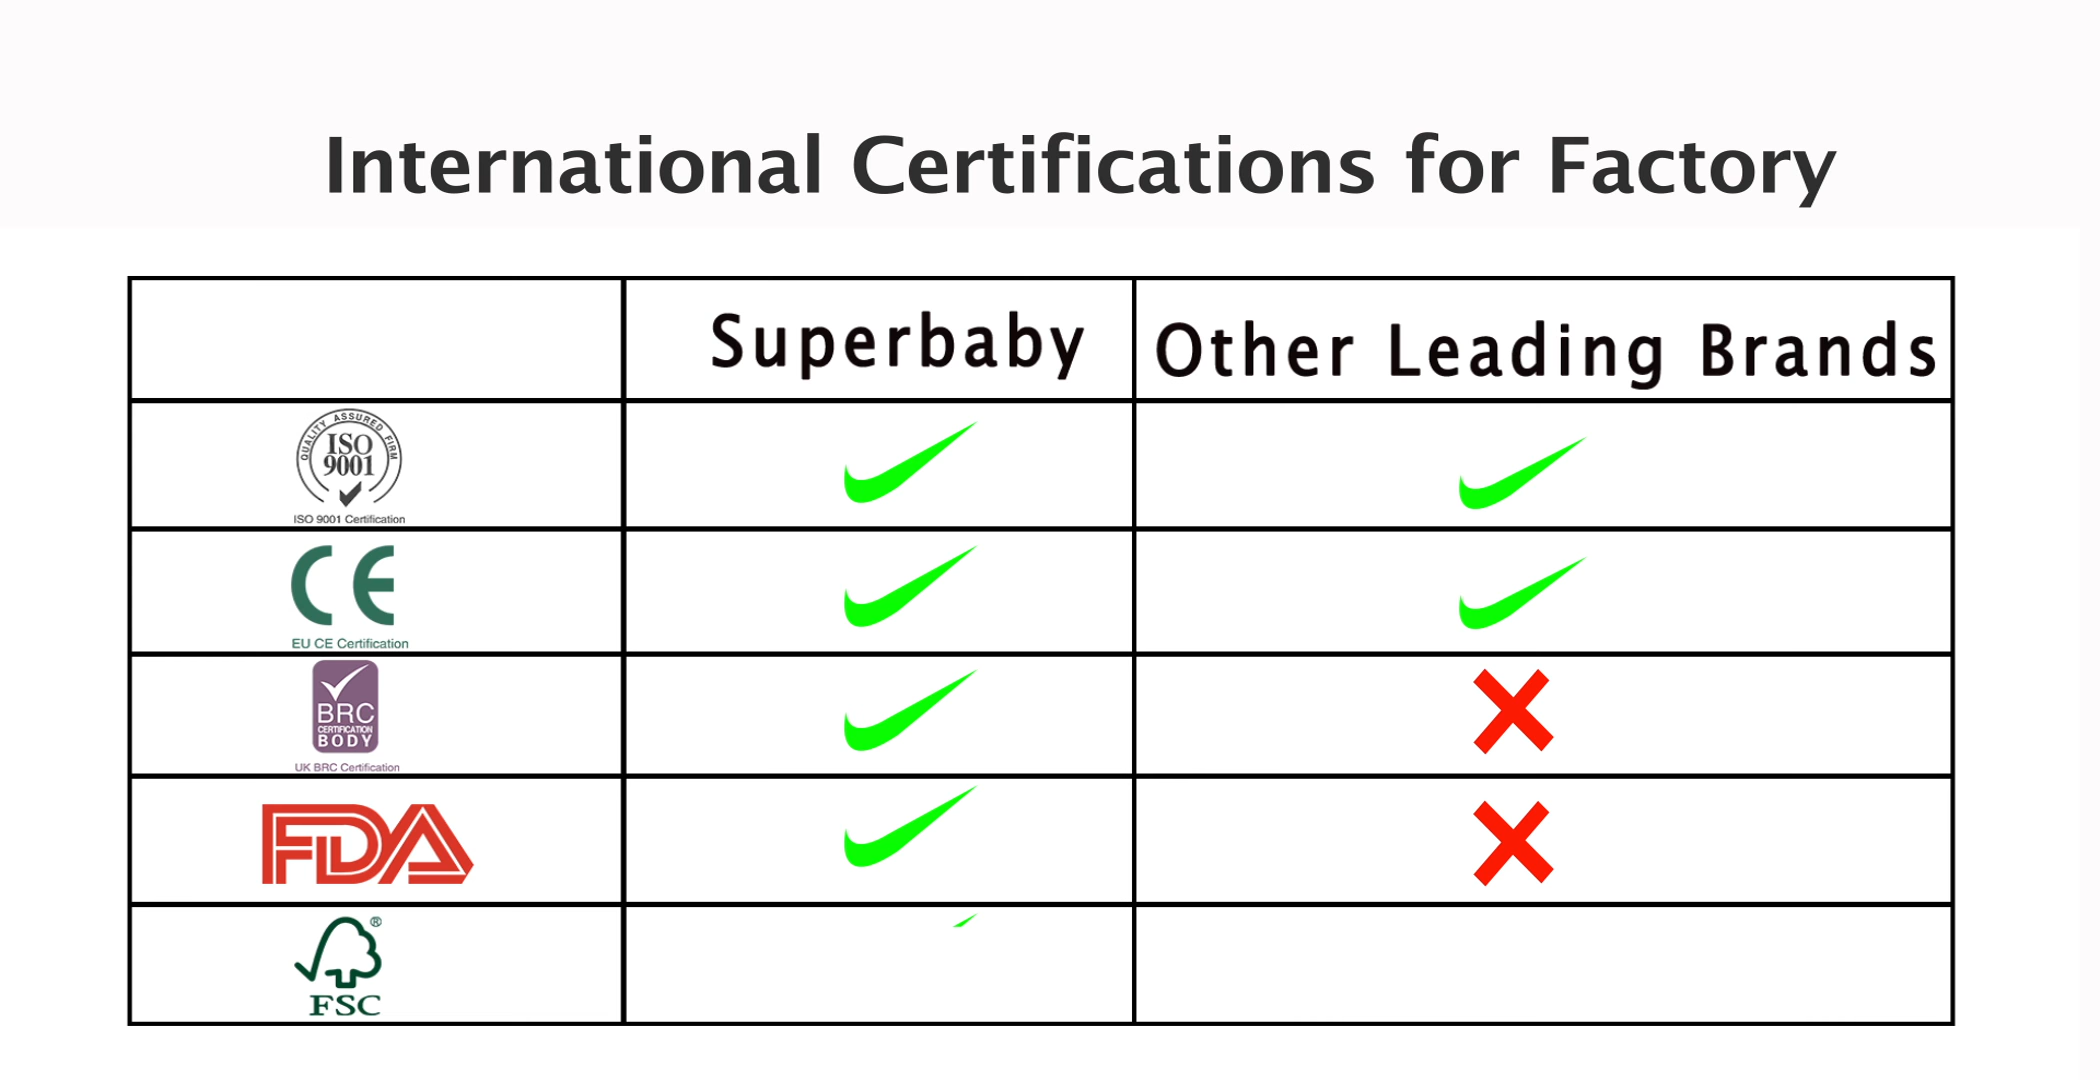 International Certifications for Factory
Superbaby
Other Leading Brands
QUALITY ASSURED FIRM
ISO
9001
ISO 9001 Certification
CE
EU CE Certification
BRC
CERTIFICATION
BODY
UK BRC Certification
FDA
®
FSC